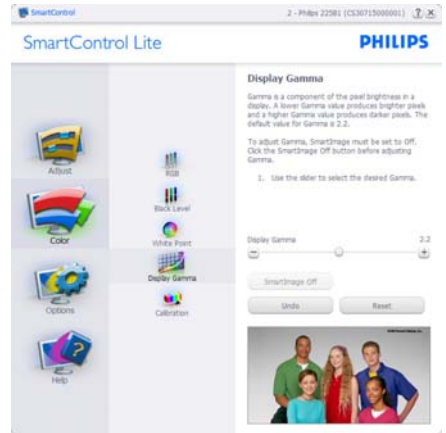 SmartControl
2 - Philips 225B1 (CS30715000001)
SmartControl Lite
PHILIPS
Adjust
Color
Options
Help
RGB
Black Level
White Point
Display Gamma
Calibration
Display Gamma
Gamma is a component of the pixel brightness in a
display. A lower Gamma value produces brighter pixels
and a higher Gamma value produces darker pixels. The
default value for Gamma is 2.2.
To adjust Gamma, SmartImage must be set to Off.
Click the SmartImage Off button before adjusting
Gamma.
1. Use the slider to select the desired Gamma.
Display Gamma
2.2
SmartImage Off
Undo
Reset